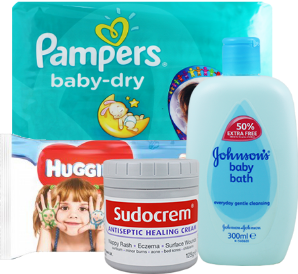 Pampers
baby-dry
HUGGI
50%
EXTRA FREE
Johnson's
baby
bath
everyday gentle cleansing
300ml e
Sudocrem
ANTISEPTIC HEALING CREAM
Nappy Rash • Eczema • Surface Wounds
125g